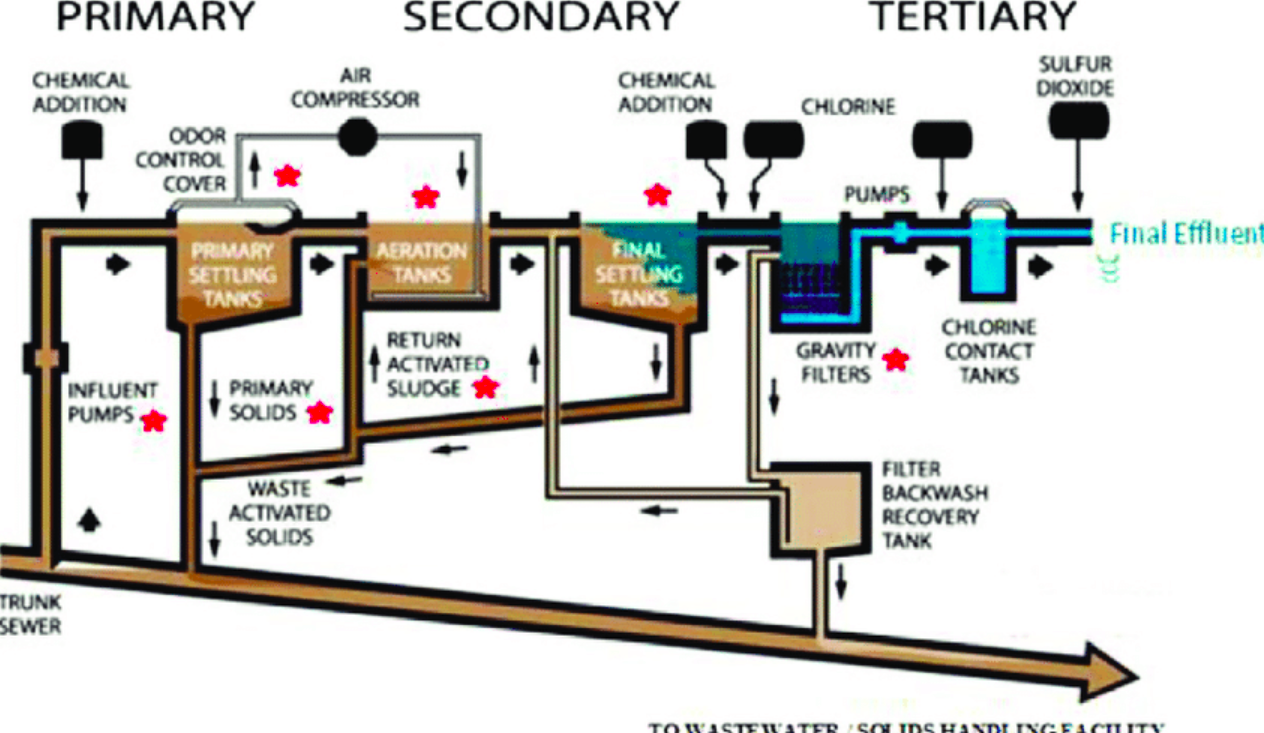 PRIMARY
SECONDARY
TERTIARY
CHEMICAL
ADDITION
AIR
COMPRESSOR
CHEMICAL
ADDITION
CHLORINE
SULFUR
DIOXIDE
ODOR
CONTROL
COVER
PUMPS
PRIMARY
SETTLING
TANKS
AERATION
TANKS
FINAL
SETTLING
TANKS
Final Effluent
INFLUENT
PUMPS
PRIMARY
SOLIDS
RETURN
ACTIVATED
SLUDGE
GRAVITY
FILTERS
CHLORINE
CONTACT
TANKS
WASTE
ACTIVATED
SOLIDS
FILTER
BACKWASH
RECOVERY
TANK
TRUNK
SEWER
TO WASTEWATER / SOLIDS HANDLING FACILITY